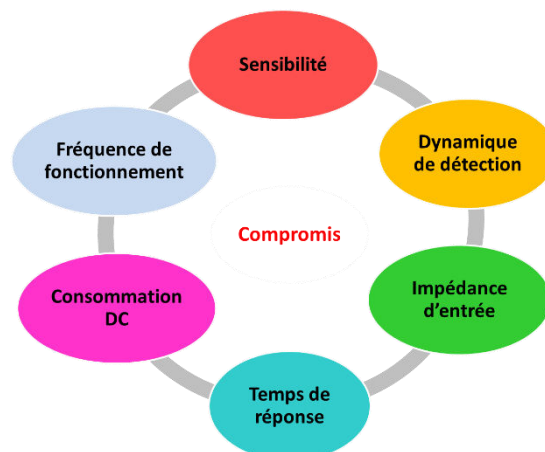 Sensibilité
Dynamique
de détection
Impédance
d'entrée
Temps de
réponse
Consommation
DC
Fréquence de
fonctionnement
Compromis